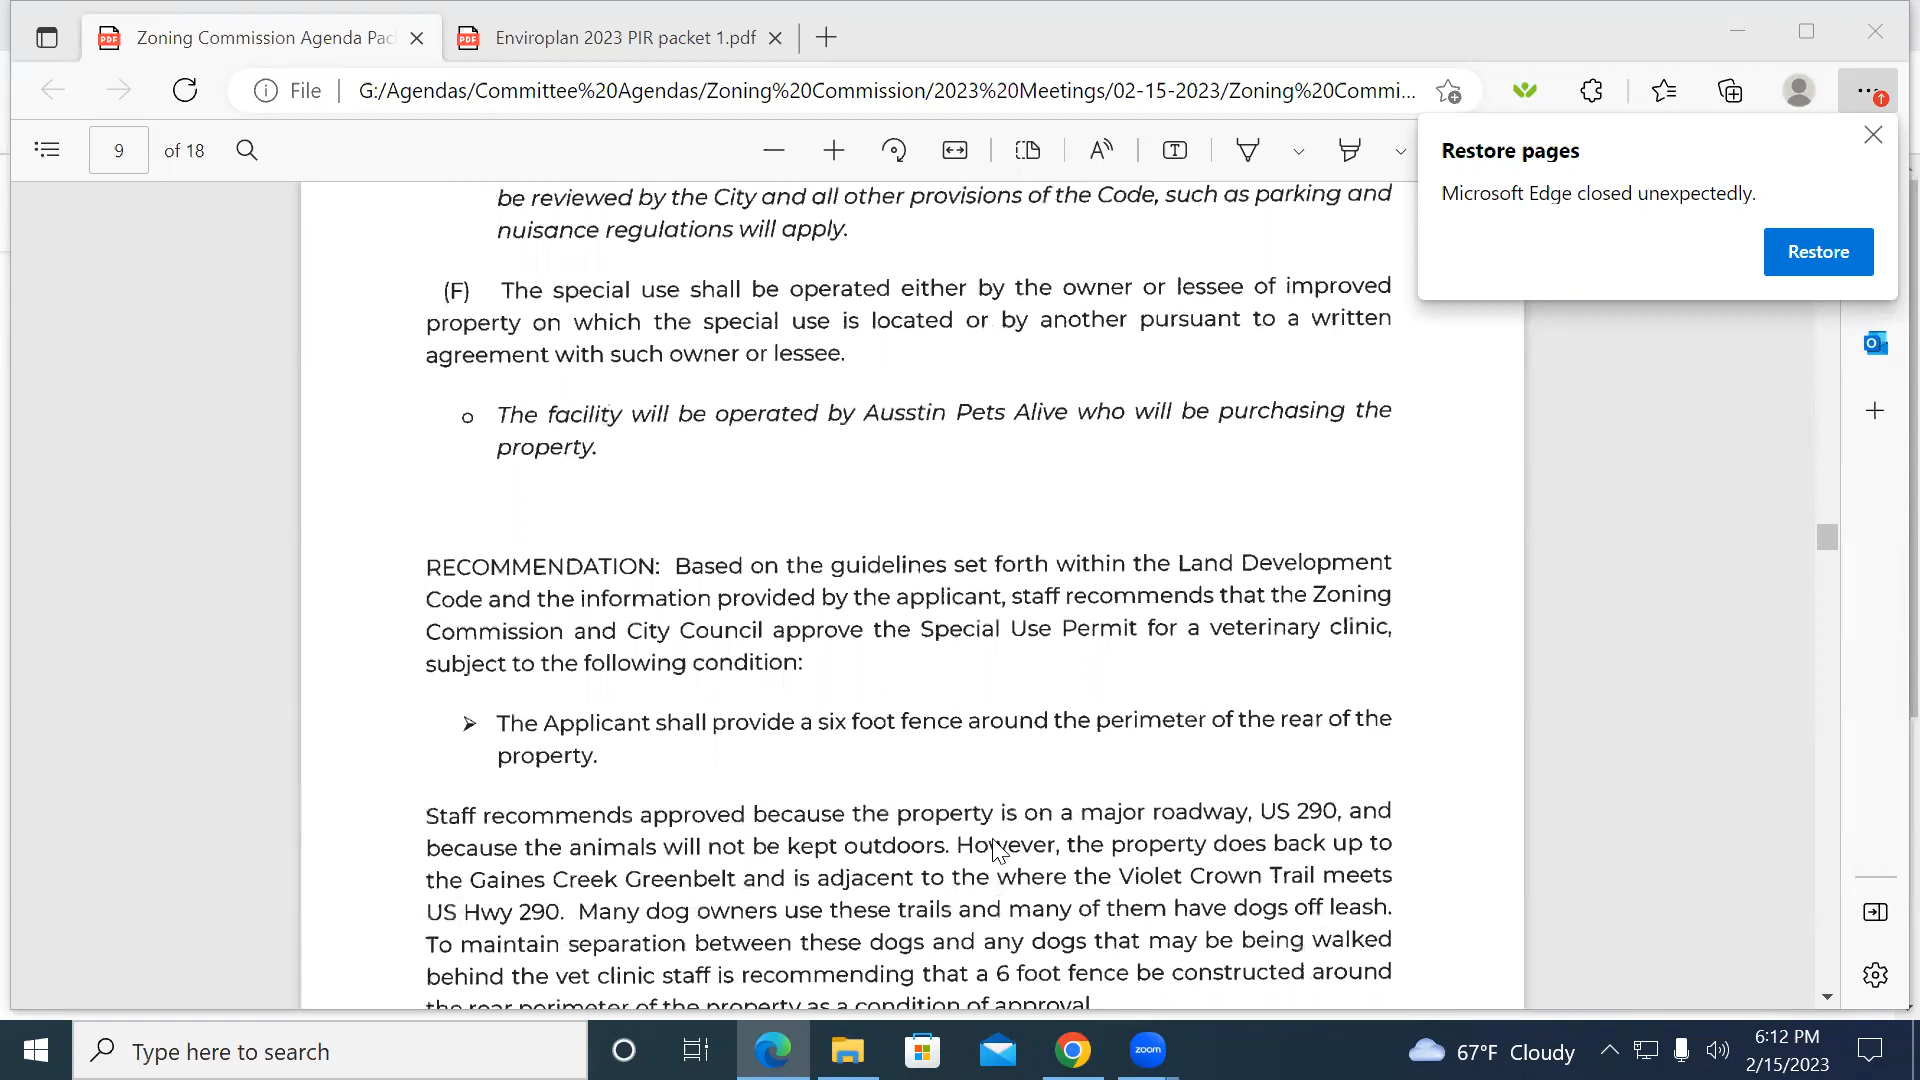 Zoning Commission Agenda Pac
Enviroplan 2023 PIR packet 1.pdf
File
G:/Agendas/Committee%20Agendas/Zoning%20Commission/2023%20Meetings/02-15-2023/Zoning%20Commi...
9 of 18
Restore pages
Microsoft Edge closed unexpectedly.
Restore
be reviewed by the City and all other provisions of the Code, such as parking and
nuisance regulations will apply.
(F) The special use shall be operated either by the owner or lessee of improved
property on which the special use is located or by another pursuant to a written
agreement with such owner or lessee.
o The facility will be operated by Ausstin Pets Alive who will be purchasing the
property.
RECOMMENDATION: Based on the guidelines set forth within the Land Development
Code and the information provided by the applicant, staff recommends that the Zoning
Commission and City Council approve the Special Use Permit for a veterinary clinic,
subject to the following condition:
➢ The Applicant shall provide a six foot fence around the perimeter of the rear of the
property.
Staff recommends approved because the property is on a major roadway, US 290, and
because the animals will not be kept outdoors. However, the property does back up to
the Gaines Creek Greenbelt and is adjacent to the where the Violet Crown Trail meets
US Hwy 290. Many dog owners use these trails and many of them have dogs off leash.
To maintain separation between these dogs and any dogs that may be being walked
behind the vet clinic staff is recommending that a 6 foot fence be constructed around
the rear perimeter of the property as a condition of approval
Type here to search
zoom
67°F Cloudy
6:12 PM
2/15/2023